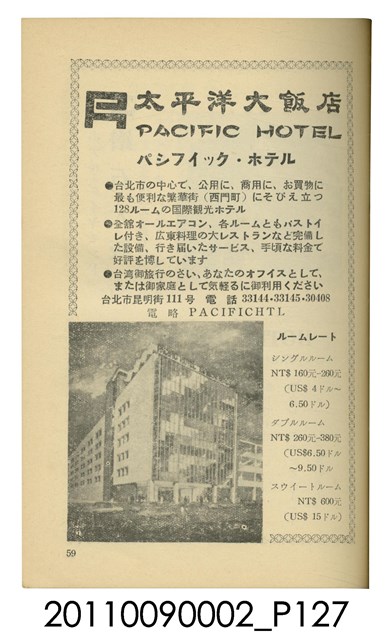 太平洋大飯店
PACIFIC HOTEL
パシフイック・ホテル
●台北市の中心で、公用に、商用に、お買物に
最も便利な繁華街（西門町）にそびえ立つ
128ルームの国際観光ホテル
●全舘オールエアコン、各ルームともバストイ
レ付き、広東料理の大レストランなど完備し
た設備、行き届いたサービス、手頃な料金で
好評を博しています
●台湾御旅行のさい、あなたのオフイスとして、
または御家庭として気軽るに御利用ください
台北市昆明街111号 電話 33144・33145・30408
電略 PACIFICHTL
ルームレート
シングルルーム
NT$ 160元-260元
(US$ 4ドル～
6.50ドル)
ダブルルーム
NT$ 260元-380元
(US$6.50ドル
～9.50ドル
スウイートルーム
NT$ 600元
(US$ 15ドル)
59
20110090002_P127